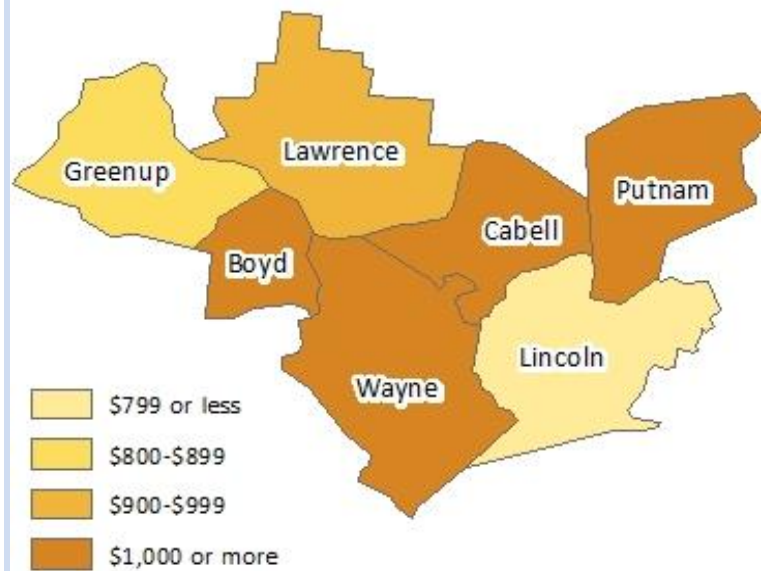 Lawrence
Greenup
Putnam
Cabell
Boyd
Lincoln
Wayne
$799 or less
$800-$899
$900-$999
$1,000 or more